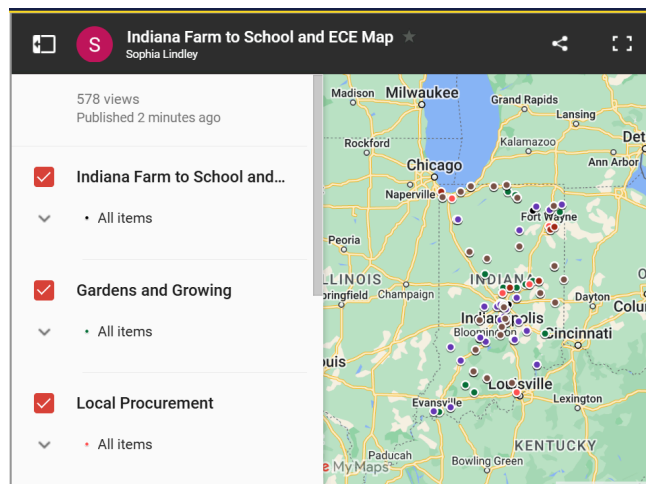 S
Indiana Farm to School and ECE Map
Sophia Lindley
578 views
Published 2 minutes ago
Indiana Farm to School and...
All items
Gardens and Growing
All items
Local Procurement
All items
Madison
Milwaukee
Grand Rapids
Lansing
Rockford
Kalamazoo
Det
Ann Arbor
Chicago
Naperville
Fort Wayne
Peoria
LLINOIS
INDIANA
O
pringfield
Champaign
Dayton
Colu
Indianapolis
Bloomington
Cincinnati
ouis
Louisville
Evansville
Lexington
KENTUCKY
Paducah
Bowling Green
e My Maps